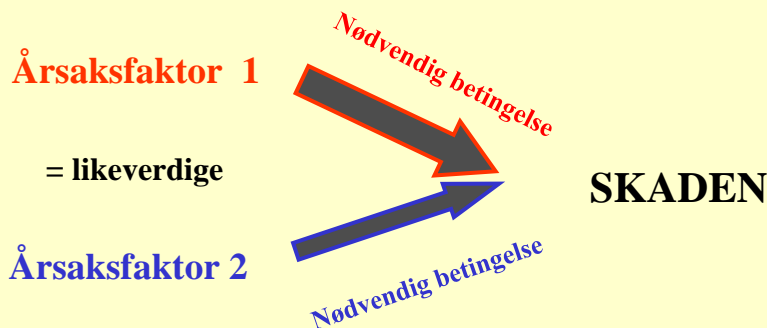 Nødvendig betingelse
Årsaksfaktor 1
= likeverdige
SKADEN
Årsaksfaktor 2
Nødvendig betingelse